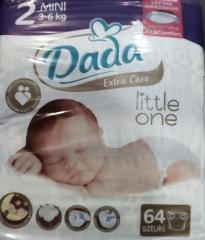 2 MINI
3-6 kg
Dada
Extra Care
little
one
64
sztuki